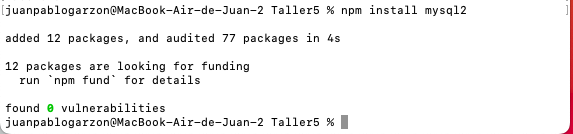 [juanpablogarzon@MacBook-Air-de-Juan-2 Taller5 % npm install mysql2
added 12 packages, and audited 77 packages in 4s
12 packages are looking for funding
  run `npm fund` for details
found 0 vulnerabilities
juanpablogarzon@MacBook-Air-de-Juan-2 Taller5 %